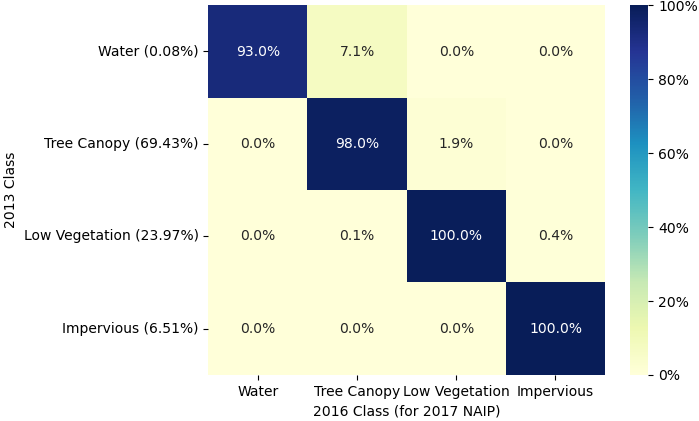 2013 Class
Water (0.08%) 93.0% 7.1% 0.0% 0.0%
Tree Canopy (69.43%) 0.0% 98.0% 1.9% 0.0%
Low Vegetation (23.97%) 0.0% 0.1% 100.0% 0.4%
Impervious (6.51%) 0.0% 0.0% 0.0% 100.0%
Water Tree Canopy Low Vegetation Impervious
2016 Class (for 2017 NAIP)
100%
80%
60%
40%
20%
0%